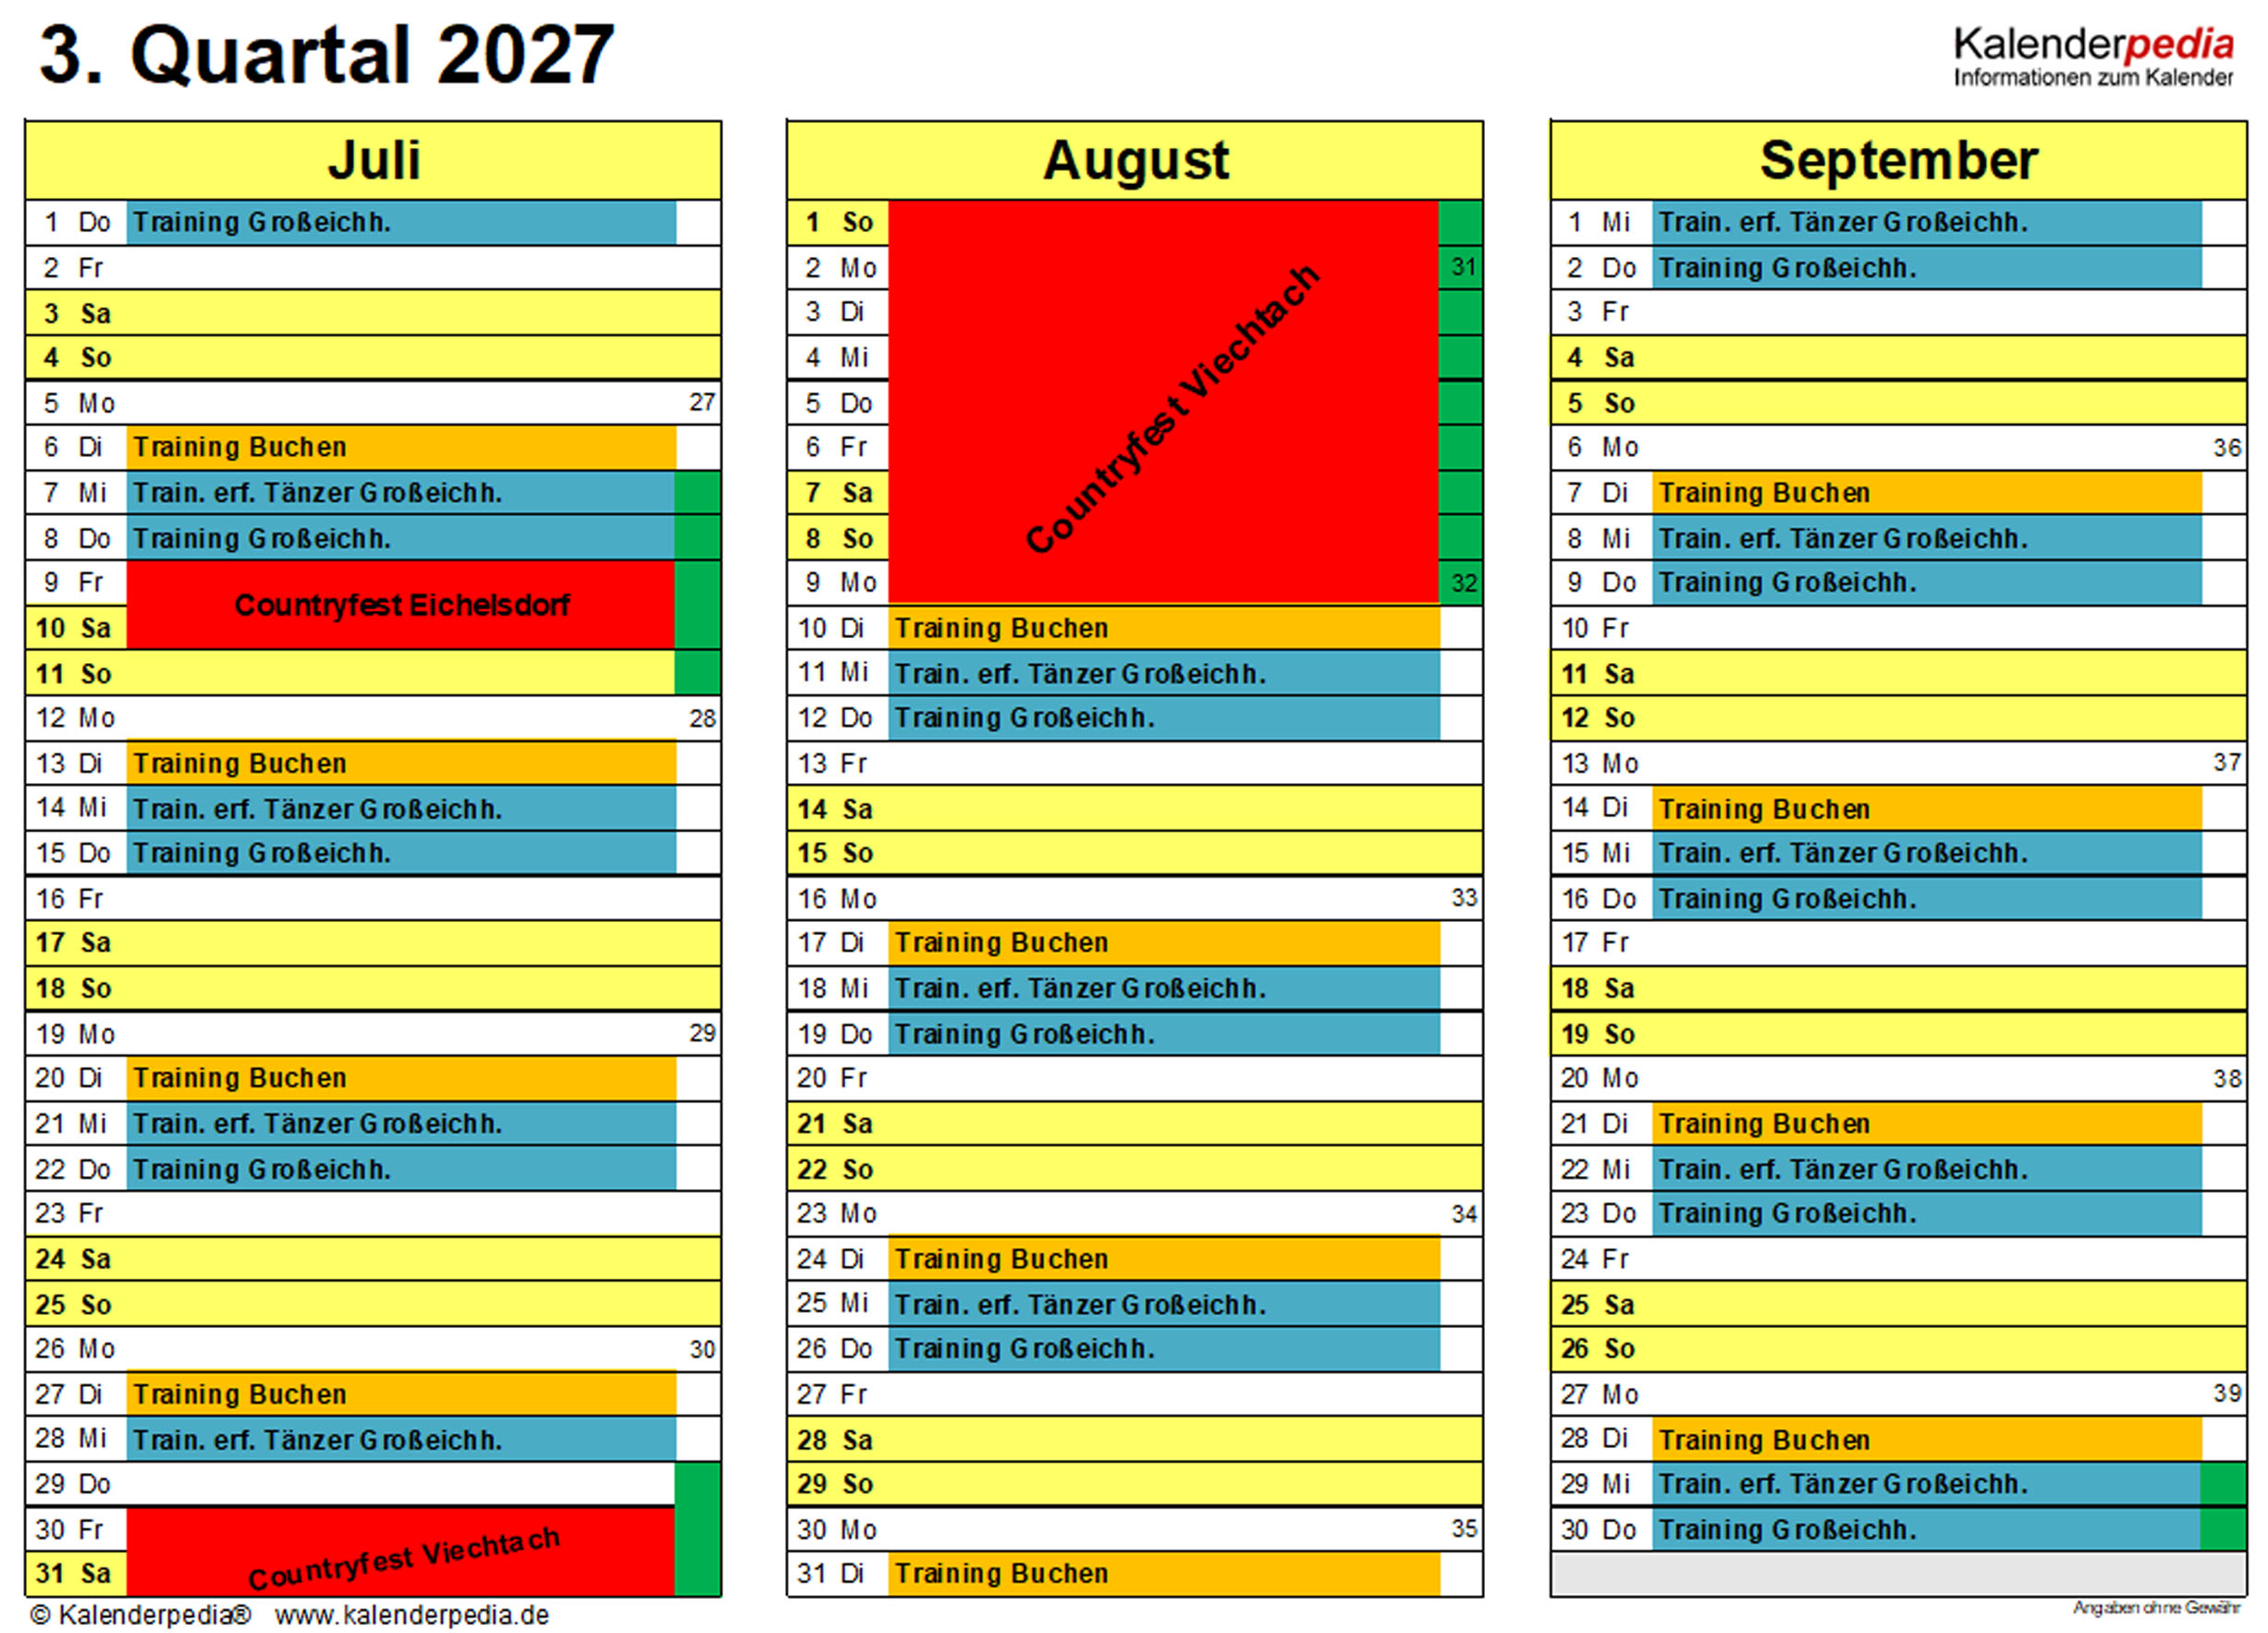 3. Quartal 2027
Kalenderpedia
Informationen zum Kalender
Juli
1 Do Training Großeichh.
2 Fr
3 Sa
4 So
5 Mo 27
6 Di Training Buchen
7 Mi Train. erf. Tänzer Großeichh.
8 Do Training Großeichh.
9 Fr
Countryfest Eichelsdorf
10 Sa
11 So
12 Mo 28
13 Di Training Buchen
14 Mi Train. erf. Tänzer Großeichh.
15 Do Training Großeichh.
16 Fr
17 Sa
18 So
19 Mo 29
20 Di Training Buchen
21 Mi Train. erf. Tänzer Großeichh.
22 Do Training Großeichh.
23 Fr
24 Sa
25 So
26 Mo 30
27 Di Training Buchen
28 Mi Train. erf. Tänzer Großeichh.
29 Do
30 Fr
Countryfest Viechtach
31 Sa
August
1 So
2 Mo 31
3 Di
4 Mi
Countryfest Viechtach
5 Do
6 Fr
7 Sa
8 So
9 Mo 32
10 Di Training Buchen
11 Mi Train. erf. Tänzer Großeichh.
12 Do Training Großeichh.
13 Fr
14 Sa
15 So
16 Mo 33
17 Di Training Buchen
18 Mi Train. erf. Tänzer Großeichh.
19 Do Training Großeichh.
20 Fr
21 Sa
22 So
23 Mo 34
24 Di Training Buchen
25 Mi Train. erf. Tänzer Großeichh.
26 Do Training Großeichh.
27 Fr
28 Sa
29 So
30 Mo 35
31 Di Training Buchen
September
1 Mi Train. erf. Tänzer Großeichh.
2 Do Training Großeichh.
3 Fr
4 Sa
5 So
6 Mo 36
7 Di Training Buchen
8 Mi Train. erf. Tänzer Großeichh.
9 Do Training Großeichh.
10 Fr
11 Sa
12 So
13 Mo 37
14 Di Training Buchen
15 Mi Train. erf. Tänzer Großeichh.
16 Do Training Großeichh.
17 Fr
18 Sa
19 So
20 Mo 38
21 Di Training Buchen
22 Mi Train. erf. Tänzer Großeichh.
23 Do Training Großeichh.
24 Fr
25 Sa
26 So
27 Mo 39
28 Di Training Buchen
29 Mi Train. erf. Tänzer Großeichh.
30 Do Training Großeichh.
© Kalenderpedia® www.kalenderpedia.de
Angaben ohne Gewähr